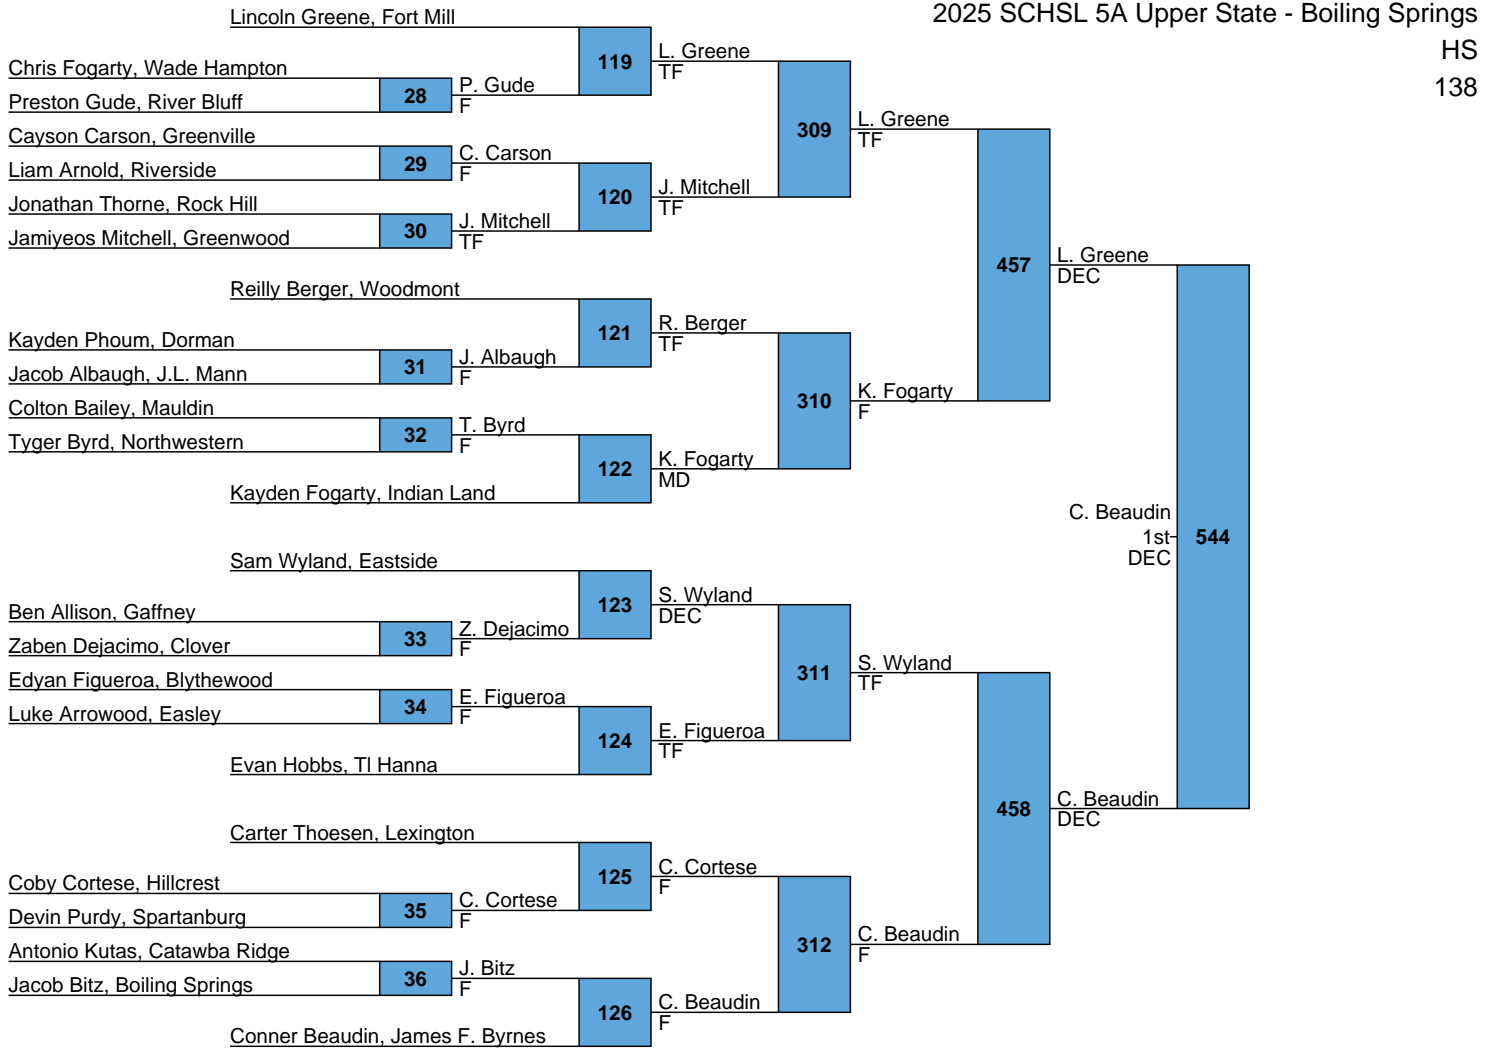 2025 SCHSL 5A Upper State - Boiling Springs
HS
138
Lincoln Greene, Fort Mill
Chris Fogarty, Wade Hampton
Preston Gude, River Bluff
Cayson Carson, Greenville
Liam Arnold, Riverside
Jonathan Thorne, Rock Hill
Jamiyeos Mitchell, Greenwood
Reilly Berger, Woodmont
Kayden Phoum, Dorman
Jacob Albaugh, J.L. Mann
Colton Bailey, Mauldin
Tyger Byrd, Northwestern
Kayden Fogarty, Indian Land
Sam Wyland, Eastside
Ben Allison, Gaffney
Zaben Dejacimo, Clover
Edyan Figueroa, Blythewood
Luke Arrowood, Easley
Evan Hobbs, Tl Hanna
Carter Thoesen, Lexington
Coby Cortese, Hillcrest
Devin Purdy, Spartanburg
Antonio Kutas, Catawba Ridge
Jacob Bitz, Boiling Springs
Conner Beaudin, James F. Byrnes
28
P. Gude
F
29
C. Carson
F
30
J. Mitchell
TF
31
J. Albaugh
F
32
T. Byrd
F
33
Z. Dejacimo
F
34
E. Figueroa
F
35
C. Cortese
F
36
J. Bitz
F
119
L. Greene
TF
120
J. Mitchell
TF
121
R. Berger
TF
122
K. Fogarty
MD
123
S. Wyland
DEC
124
E. Figueroa
TF
125
C. Cortese
F
126
C. Beaudin
F
309
L. Greene
TF
310
K. Fogarty
F
311
S. Wyland
TF
312
C. Beaudin
F
457
L. Greene
DEC
458
C. Beaudin
DEC
C. Beaudin
1st
DEC
544